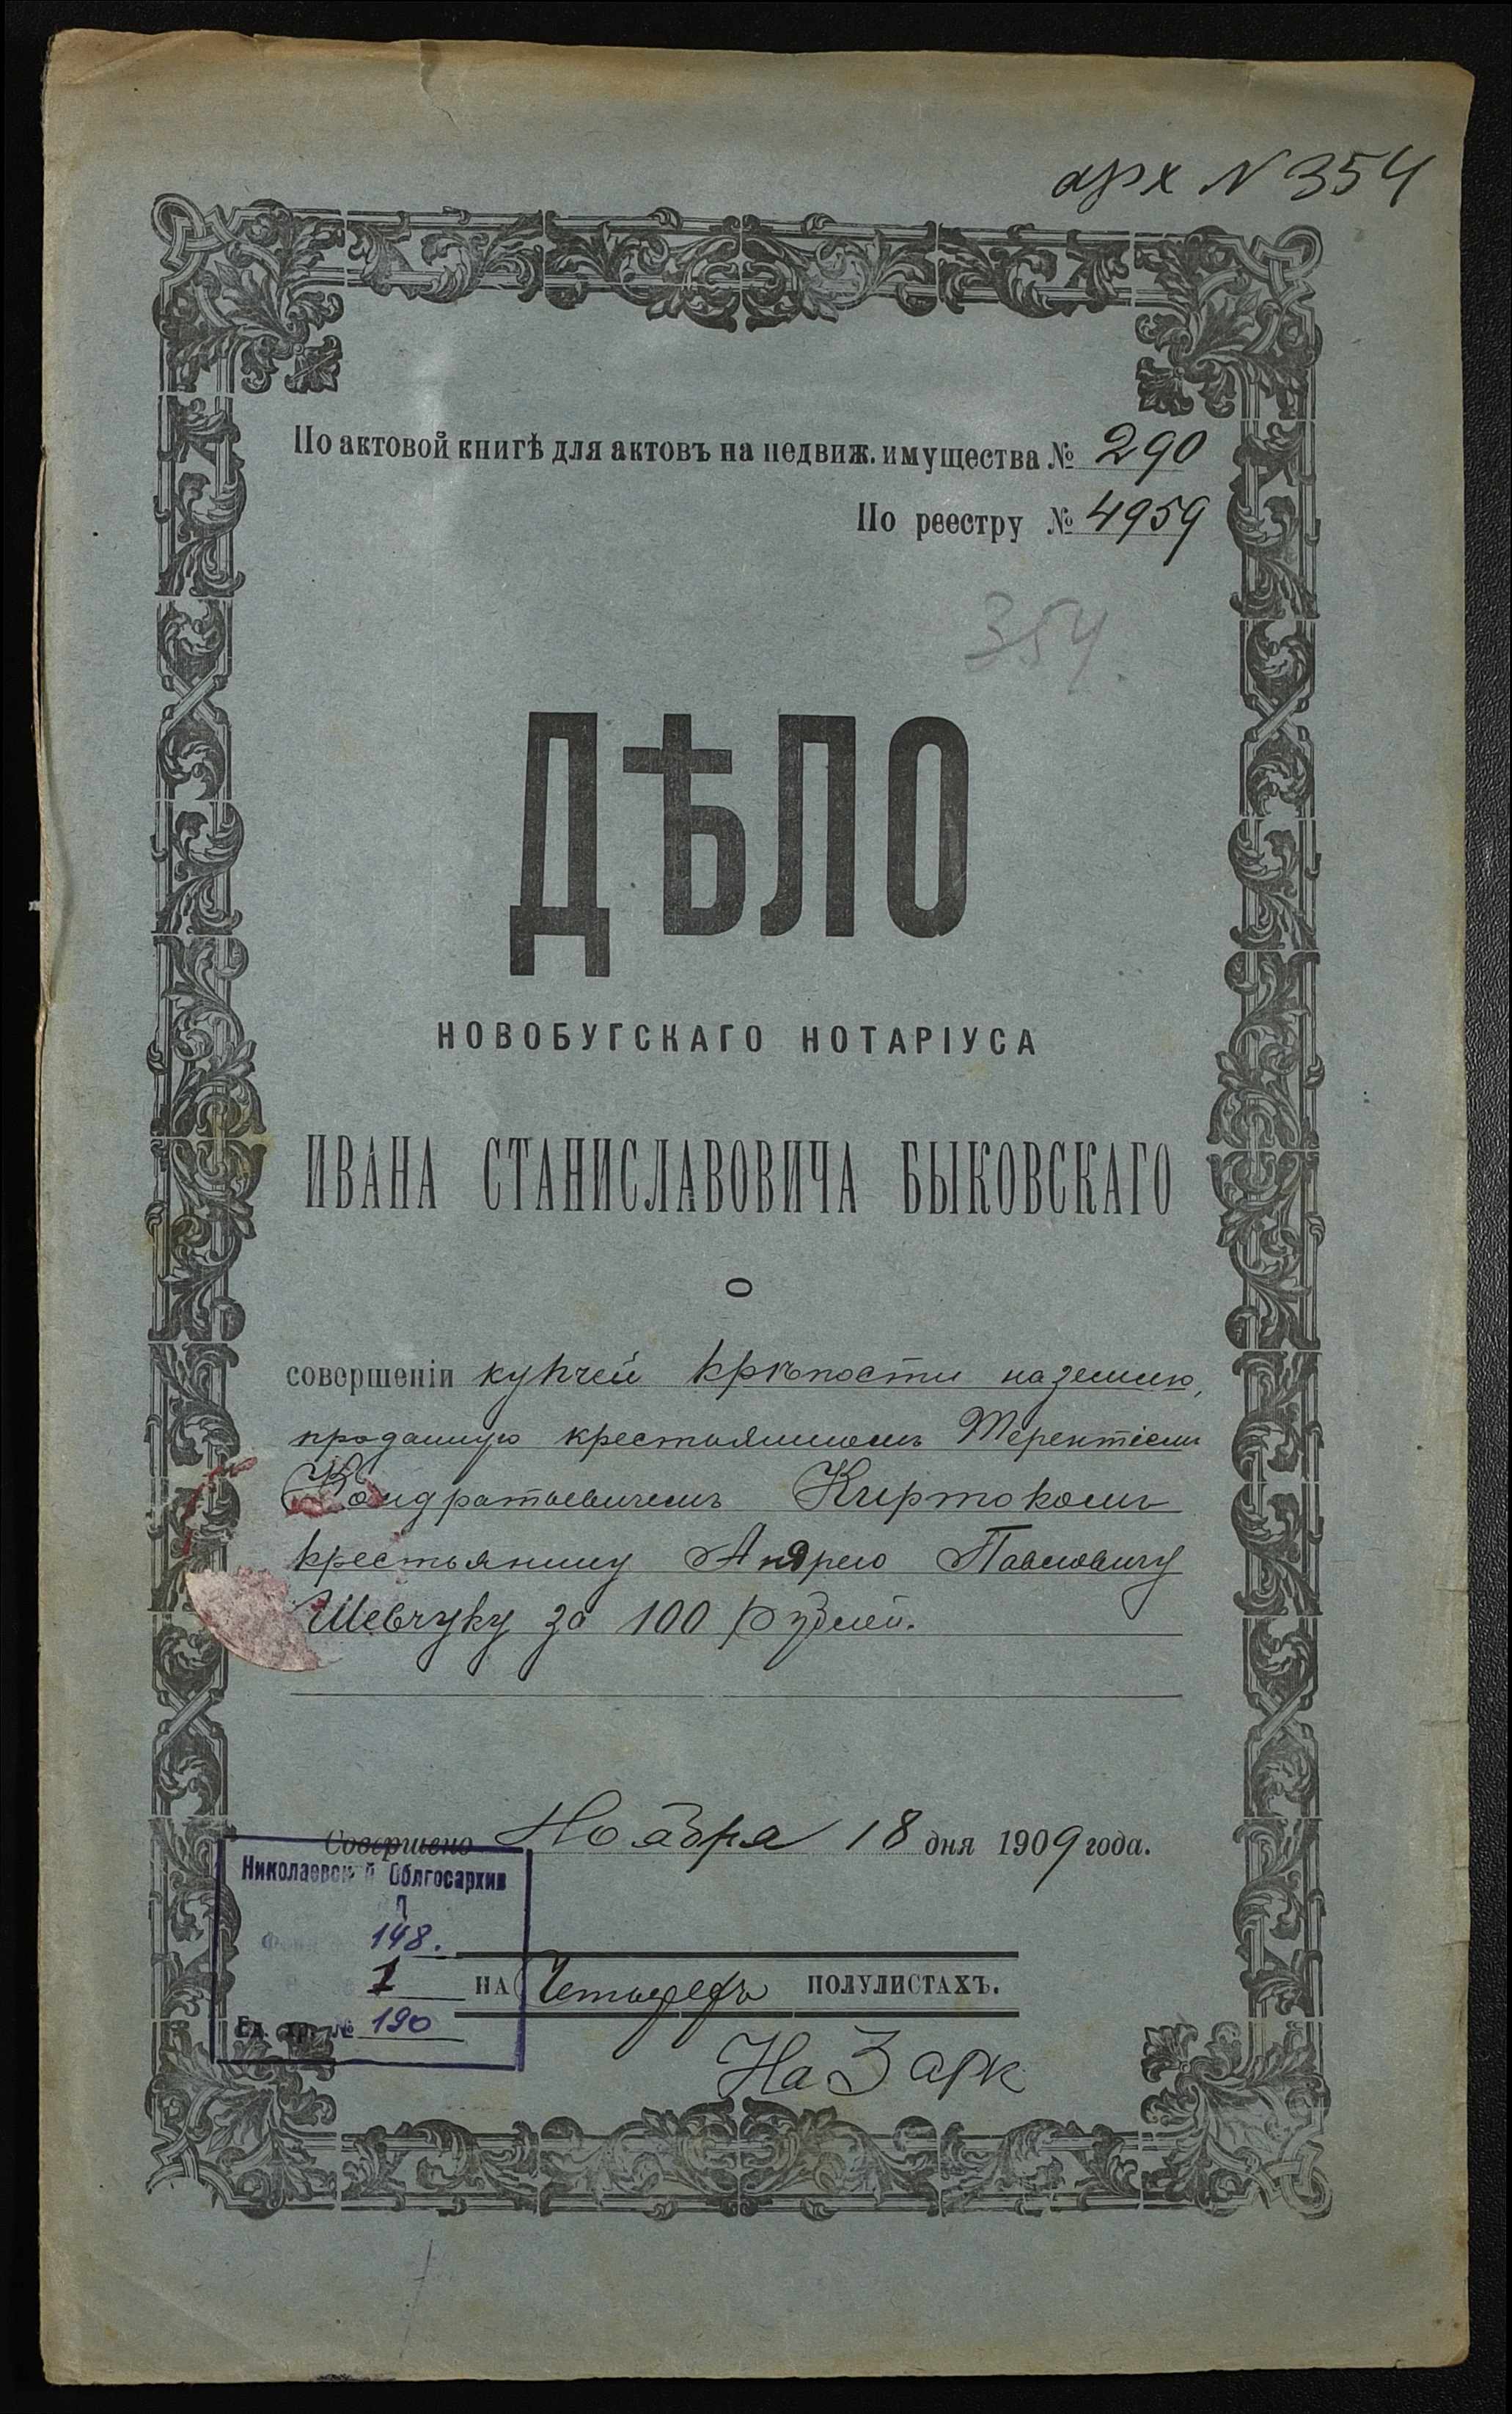 арх N 354
По актовой книгѣ для актовъ на недвиж. имущества № 290
По реестру № 4959
354
ДѢЛО
НОВОБУГСКАГО НОТАРІУСА
ИВАНА СТАНИСЛАВОВИЧА БЫКОВСКАГО
О
совершеніи купчей крѣпости на землю,
проданную крестьяниномъ Терентіемъ
Кондратьевичемъ Киртокомъ
крестьянину Андрею Павловичу
Шевчуку за 100 рублей.
Совершено Ноября 18 дня 1909 года.
Николаевский Облгосархив
148.
1
НА Четырехъ ПОЛУЛИСТАХЪ.
Ед. хр. № 190
На 3 арк